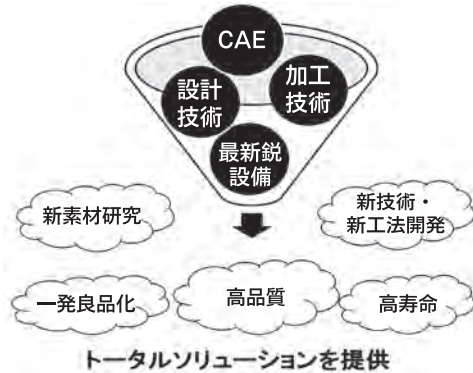 CAE
設計
技術
加工
技術
最新鋭
設備
新素材研究
新技術・
新工法開発
一発良品化
高品質
高寿命
トータルソリューションを提供